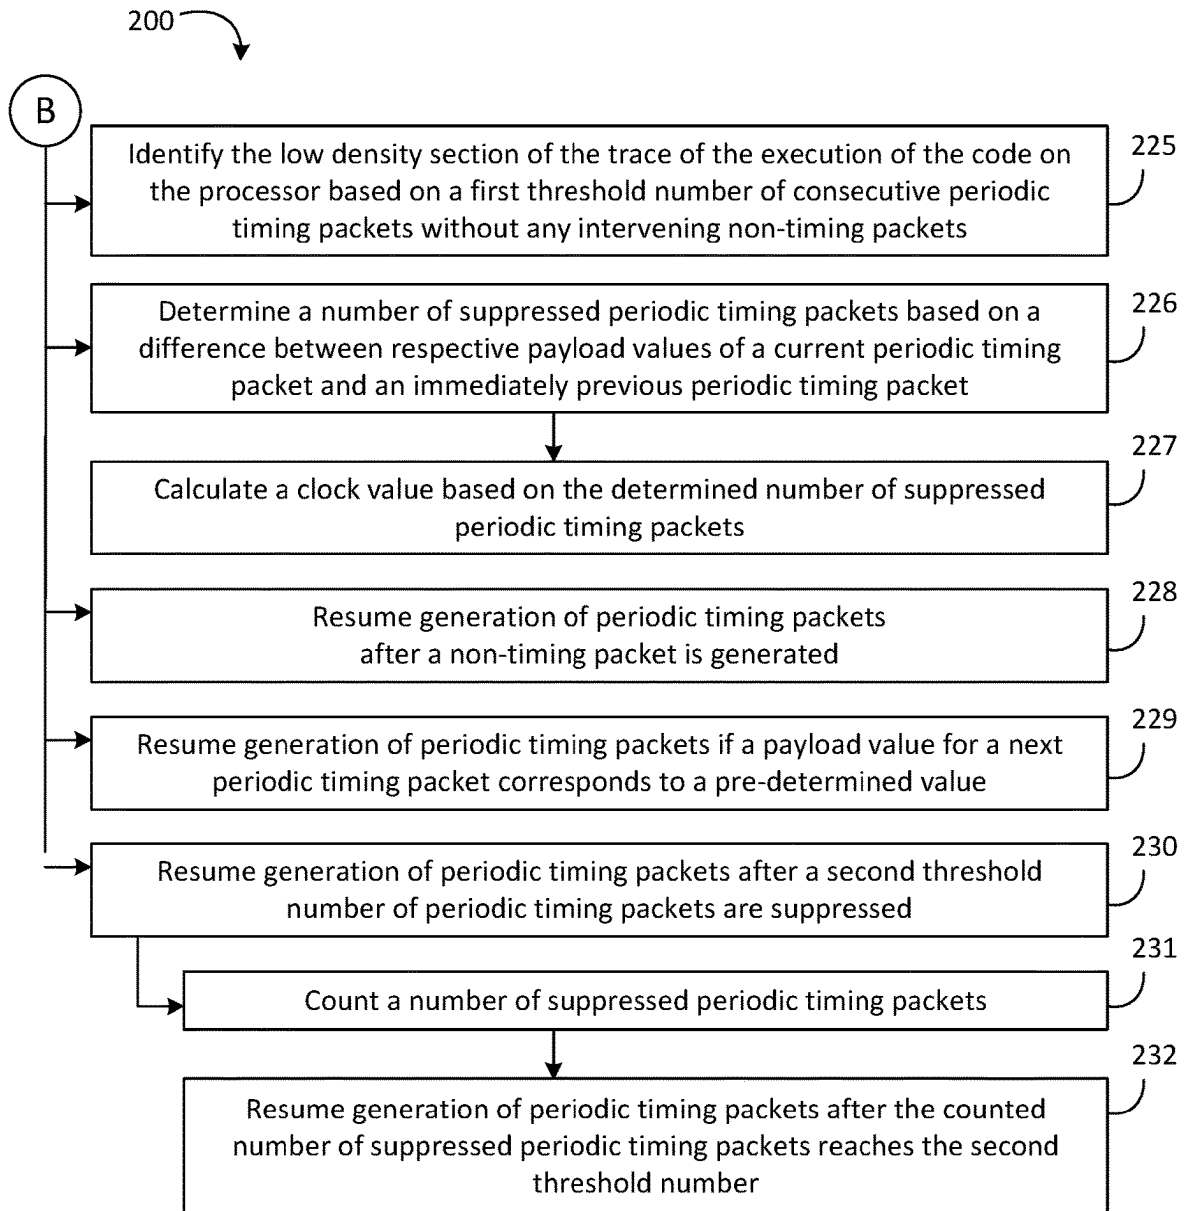 200
B
Identify the low density section of the trace of the execution of the code on
the processor based on a first threshold number of consecutive periodic
timing packets without any intervening non-timing packets
225
Determine a number of suppressed periodic timing packets based on a
difference between respective payload values of a current periodic timing
packet and an immediately previous periodic timing packet
226
Calculate a clock value based on the determined number of suppressed
periodic timing packets
227
Resume generation of periodic timing packets
after a non-timing packet is generated
228
Resume generation of periodic timing packets if a payload value for a next
periodic timing packet corresponds to a pre-determined value
229
Resume generation of periodic timing packets after a second threshold
number of periodic timing packets are suppressed
230
Count a number of suppressed periodic timing packets
231
Resume generation of periodic timing packets after the counted
number of suppressed periodic timing packets reaches the second
threshold number
232